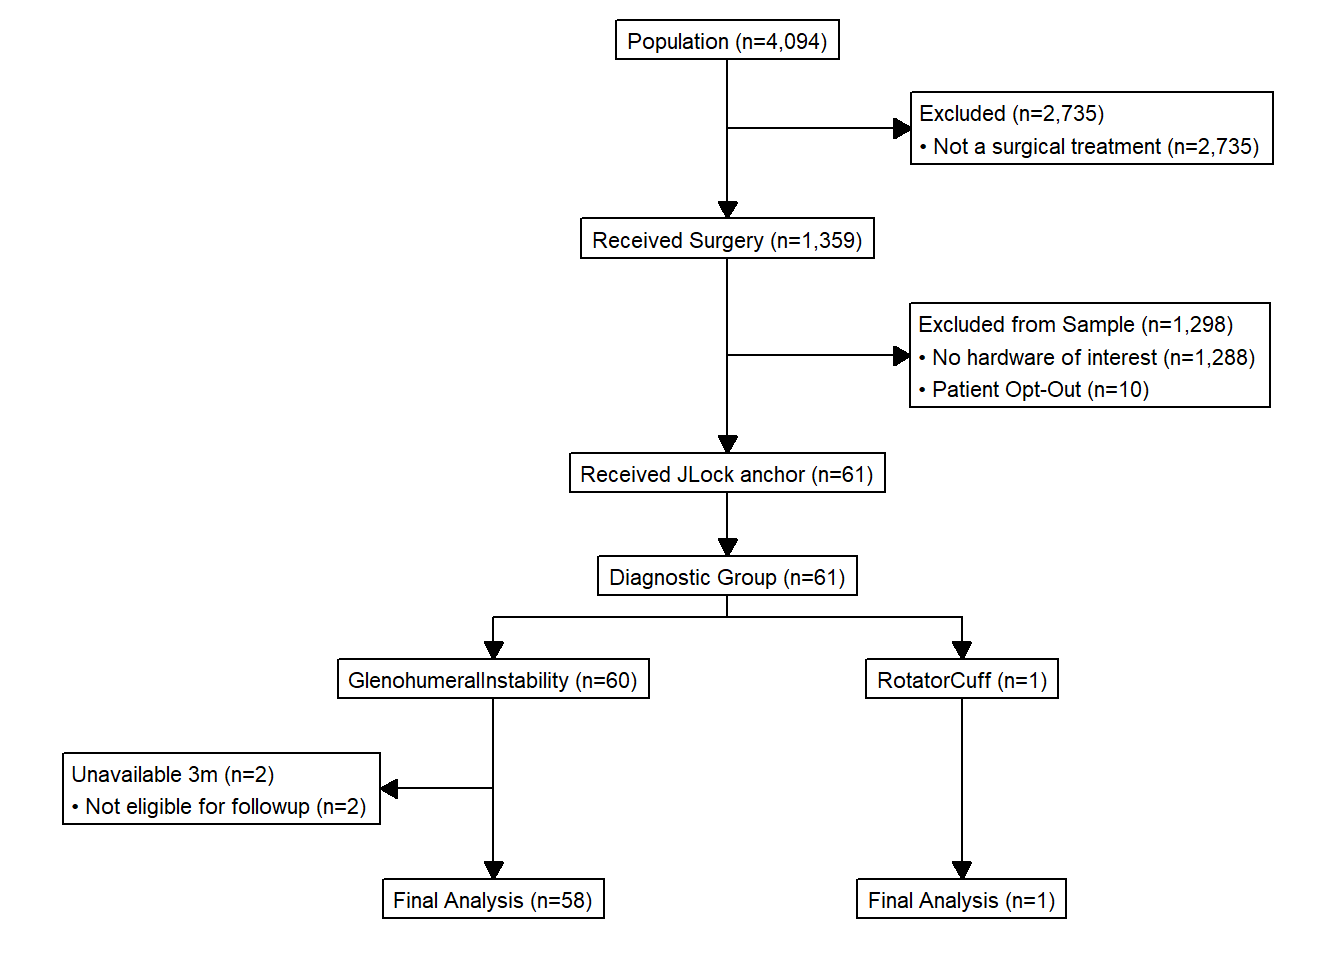 Population (n=4,094)
Excluded (n=2,735)
• Not a surgical treatment (n=2,735)
Received Surgery (n=1,359)
Excluded from Sample (n=1,298)
• No hardware of interest (n=1,288)
• Patient Opt-Out (n=10)
Received JLock anchor (n=61)
Diagnostic Group (n=61)
GlenohumeralInstability (n=60)
RotatorCuff (n=1)
Unavailable 3m (n=2)
• Not eligible for followup (n=2)
Final Analysis (n=58)
Final Analysis (n=1)